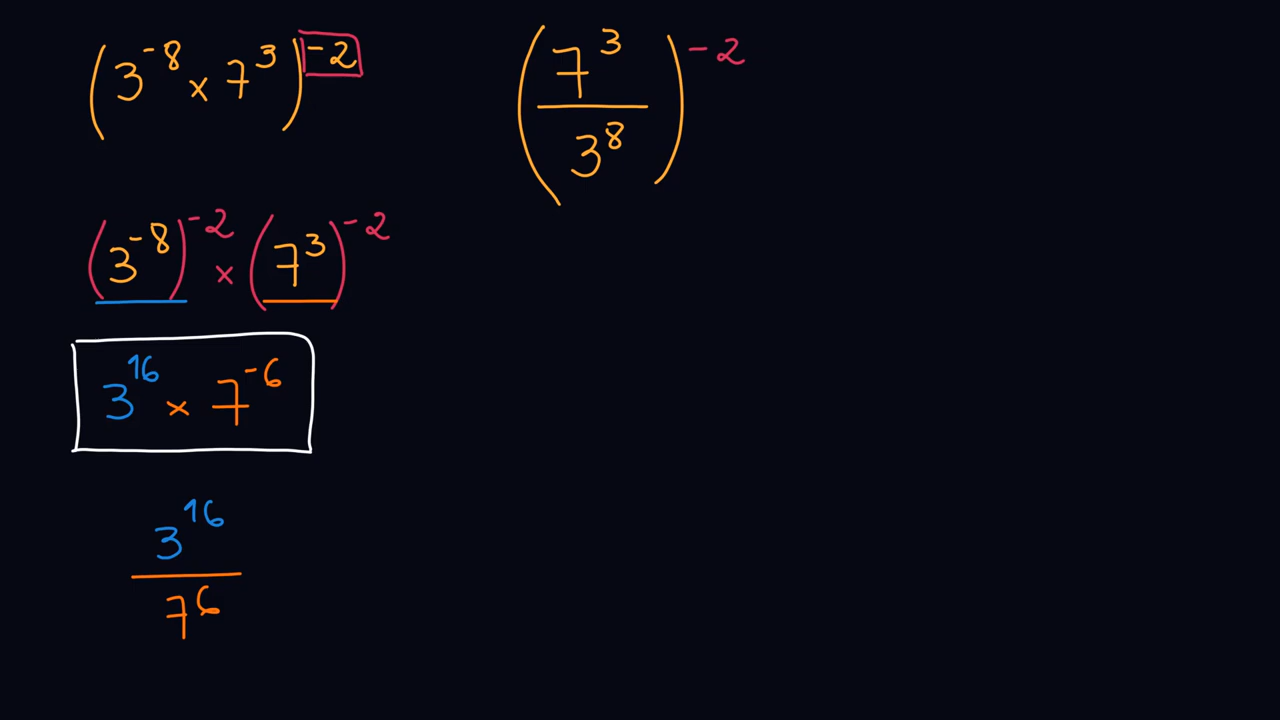 (3⁻⁸ × 7³)⁻²
(3⁻⁸)⁻² × (7³)⁻²
3¹⁶ × 7⁻⁶
3¹⁶
7⁶
(7³
3⁸)⁻²